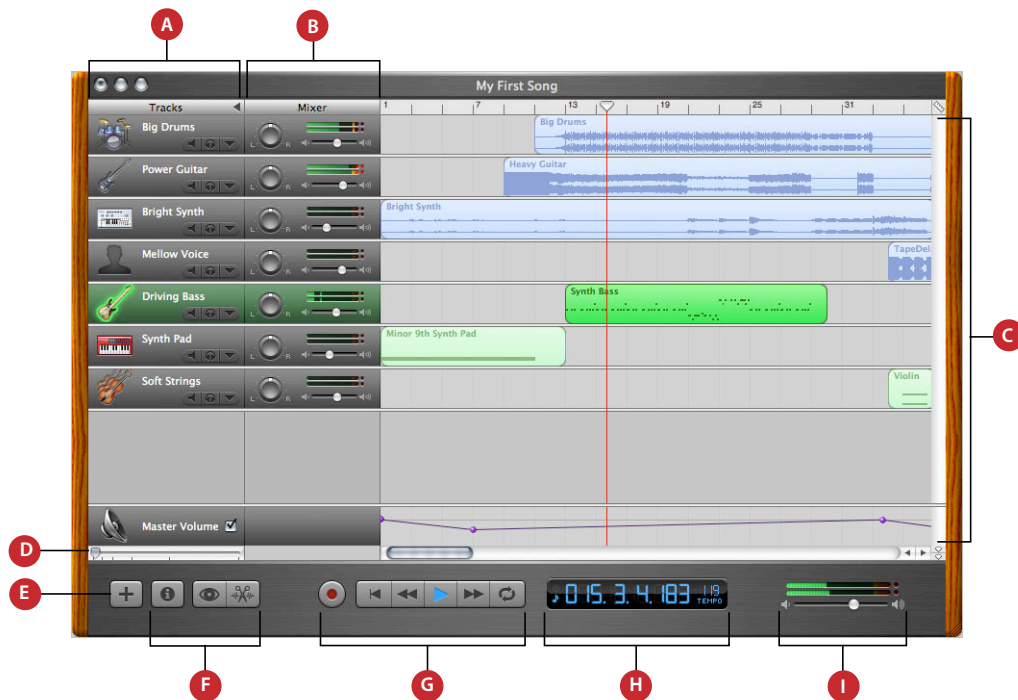 A
B
My First Song
Tracks
Mixer
1
7
13
19
25
31
Big Drums
L R
Big Drums
Power Guitar
L R
Heavy Guitar
Bright Synth
L R
Bright Synth
Mellow Voice
L R
TapeDel
Driving Bass
L R
Synth Bass
C
Synth Pad
L R
Minor 9th Synth Pad
Soft Strings
L R
Violin
Master Volume
D
E
015. 3. 4. 183
119
TEMPO
F
G
H
I